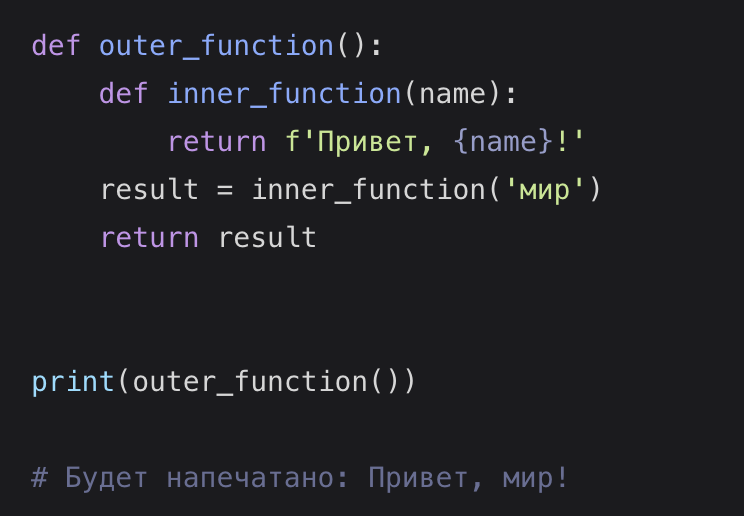 def outer_function():
    def inner_function(name):
        return f'Привет, {name}!'
    result = inner_function('мир')
    return result


print(outer_function())

# Будет напечатано: Привет, мир!